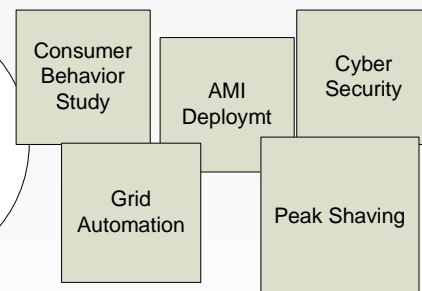 Consumer
Behavior
Study
AMI
Deploymt
Cyber
Security
Grid
Automation
Peak Shaving